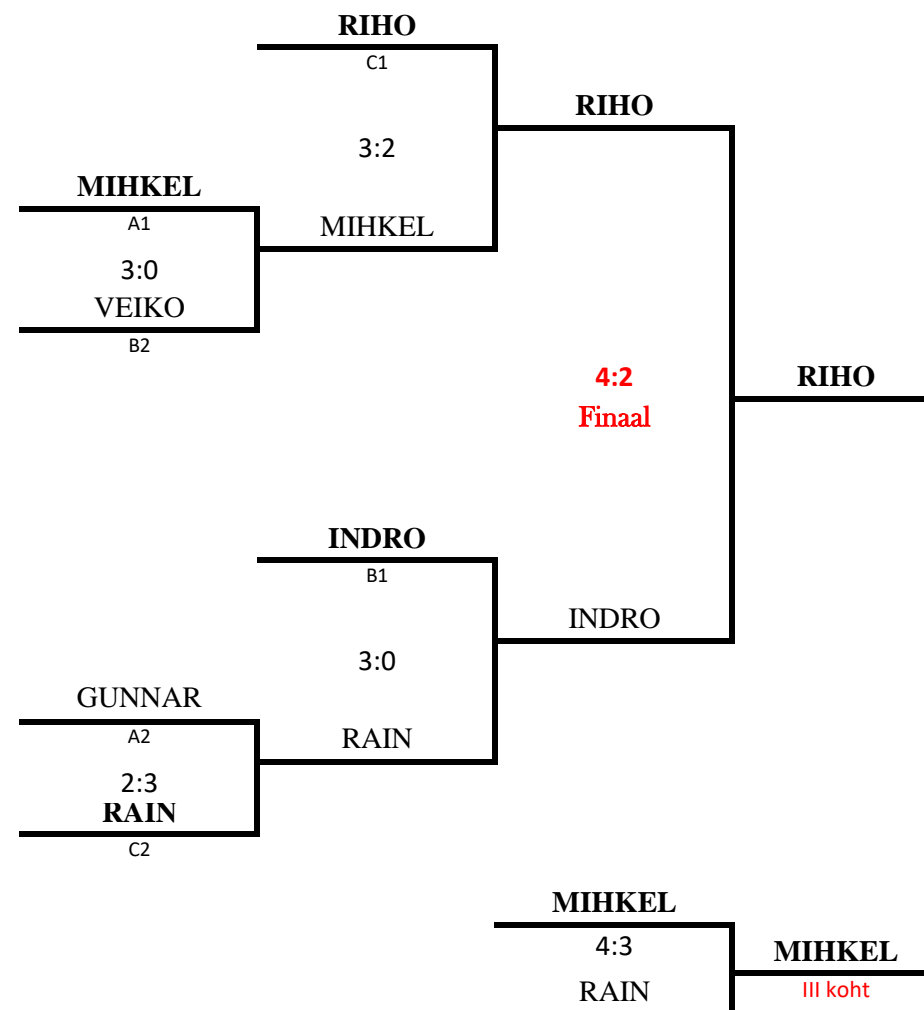 RIHO
C1
RIHO
3:2
MIHKEL
A1
MIHKEL
3:0
VEIKO
B2
4:2
RIHO
Finaal
INDRO
B1
INDRO
3:0
GUNNAR
A2
RAIN
2:3
RAIN
C2
MIHKEL
4:3
MIHKEL
RAIN
III koht